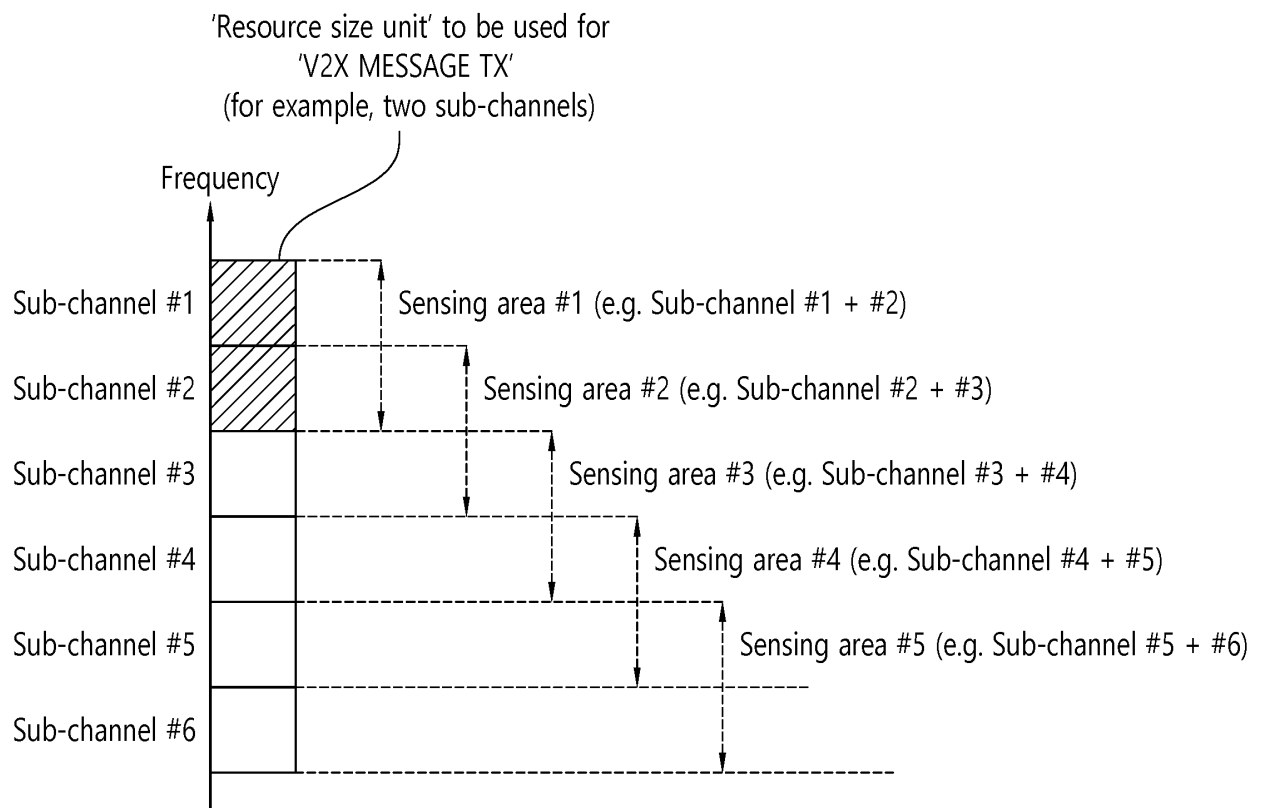 'Resource size unit' to be used for
'V2X MESSAGE TX'
(for example, two sub-channels)
Frequency
Sub-channel #1
Sensing area #1 (e.g. Sub-channel #1 + #2)
Sub-channel #2
Sensing area #2 (e.g. Sub-channel #2 + #3)
Sub-channel #3
Sensing area #3 (e.g. Sub-channel #3 + #4)
Sub-channel #4
Sensing area #4 (e.g. Sub-channel #4 + #5)
Sub-channel #5
Sensing area #5 (e.g. Sub-channel #5 + #6)
Sub-channel #6